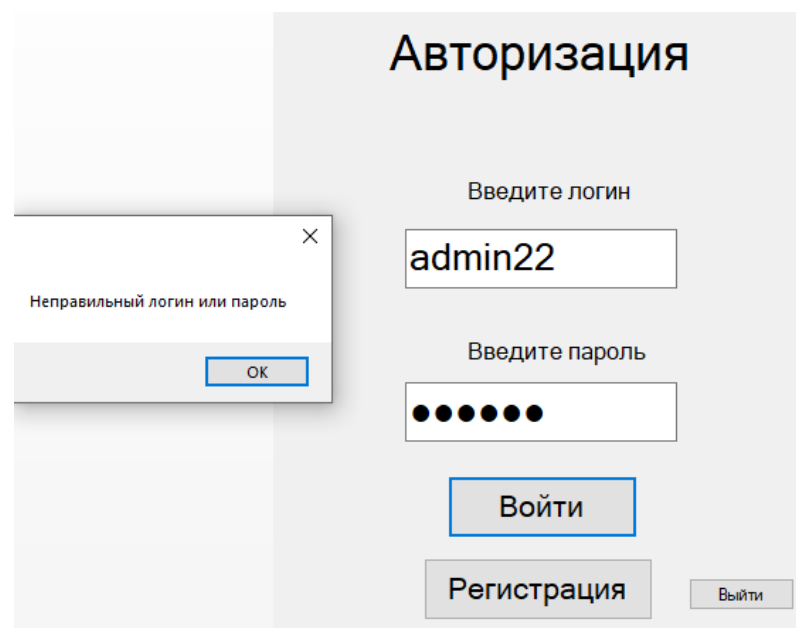 Авторизация
Введите логин
admin22
Неправильный логин или пароль
OK
Введите пароль
●●●●●●
Войти
Регистрация
Выйти